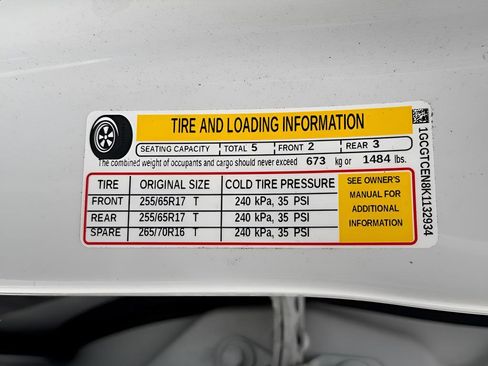 TIRE AND LOADING INFORMATION
SEATING CAPACITY TOTAL 5 FRONT 2 REAR 3
The combined weight of occupants and cargo should never exceed 673 kg or 1484 lbs.
TIRE ORIGINAL SIZE COLD TIRE PRESSURE
FRONT 255/65R17 T 240 kPa, 35 PSI
REAR 255/65R17 T 240 kPa, 35 PSI
SPARE 265/70R16 T 240 kPa, 35 PSI
SEE OWNER'S
MANUAL FOR
ADDITIONAL
INFORMATION
1GCGTCEN8K1132934